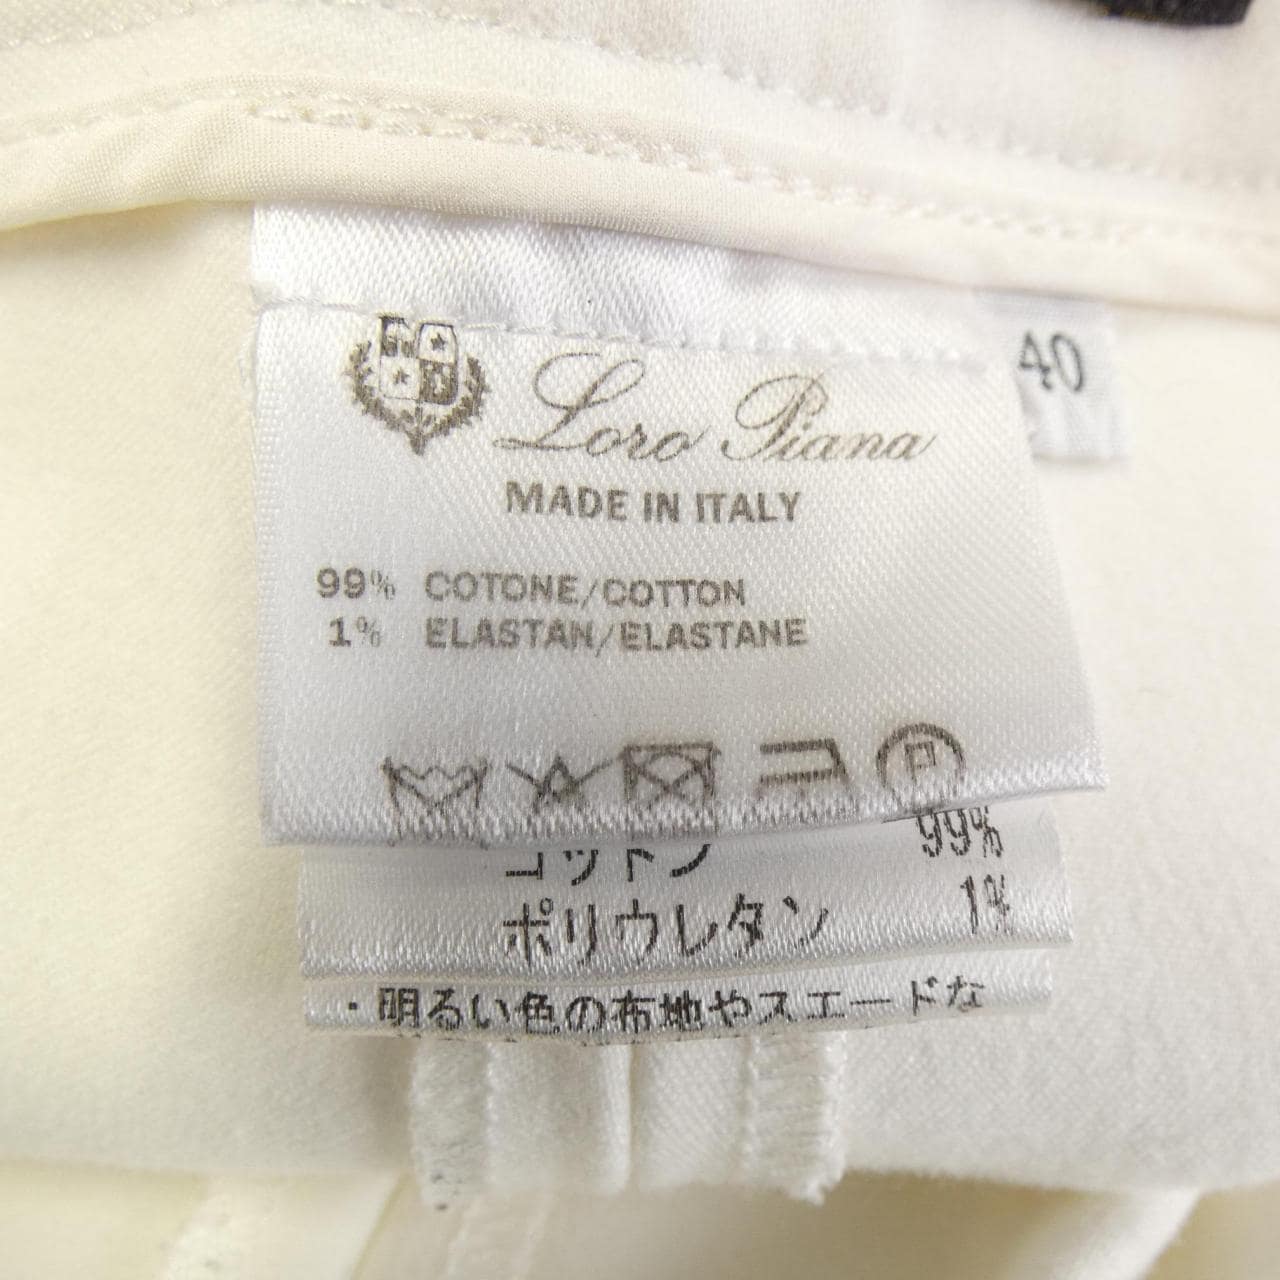 Loro Piana
40
MADE IN ITALY
99% COTONE/COTTON
1% ELASTAN/ELASTANE
P
コットン 99%
ポリウレタン 1%
・明るい色の布地やスエードな